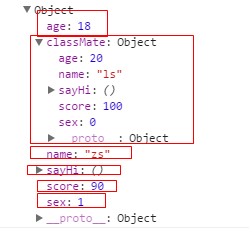 Object
age: 18
classMate: Object
age: 20
name: "ls"
sayHi: ()
score: 100
sex: 0
__proto__: Object
name: "zs"
sayHi: ()
score: 90
sex: 1
__proto__: Object